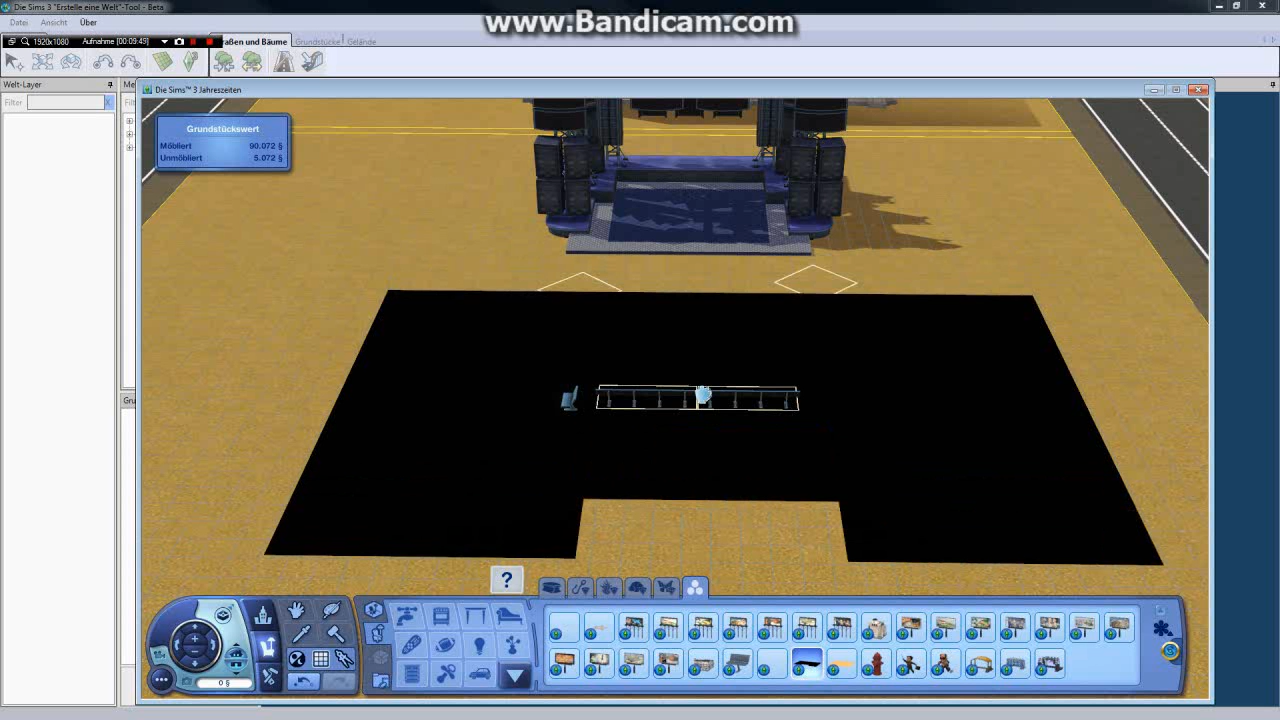 Die Sims 3 "Erstelle eine Welt"-Tool - Beta
www.Bandicam.com
Datei Ansicht Über
1920x1080 Aufnahme [00:09:49]
raßen und Bäume Grundstücke Gelände
Welt-Layer
Filter
X
Die Sims™ 3 Jahreszeiten
Grundstückswert
Möbliert 90.072 §
Unmöbliert 5.072 §
?
0 §